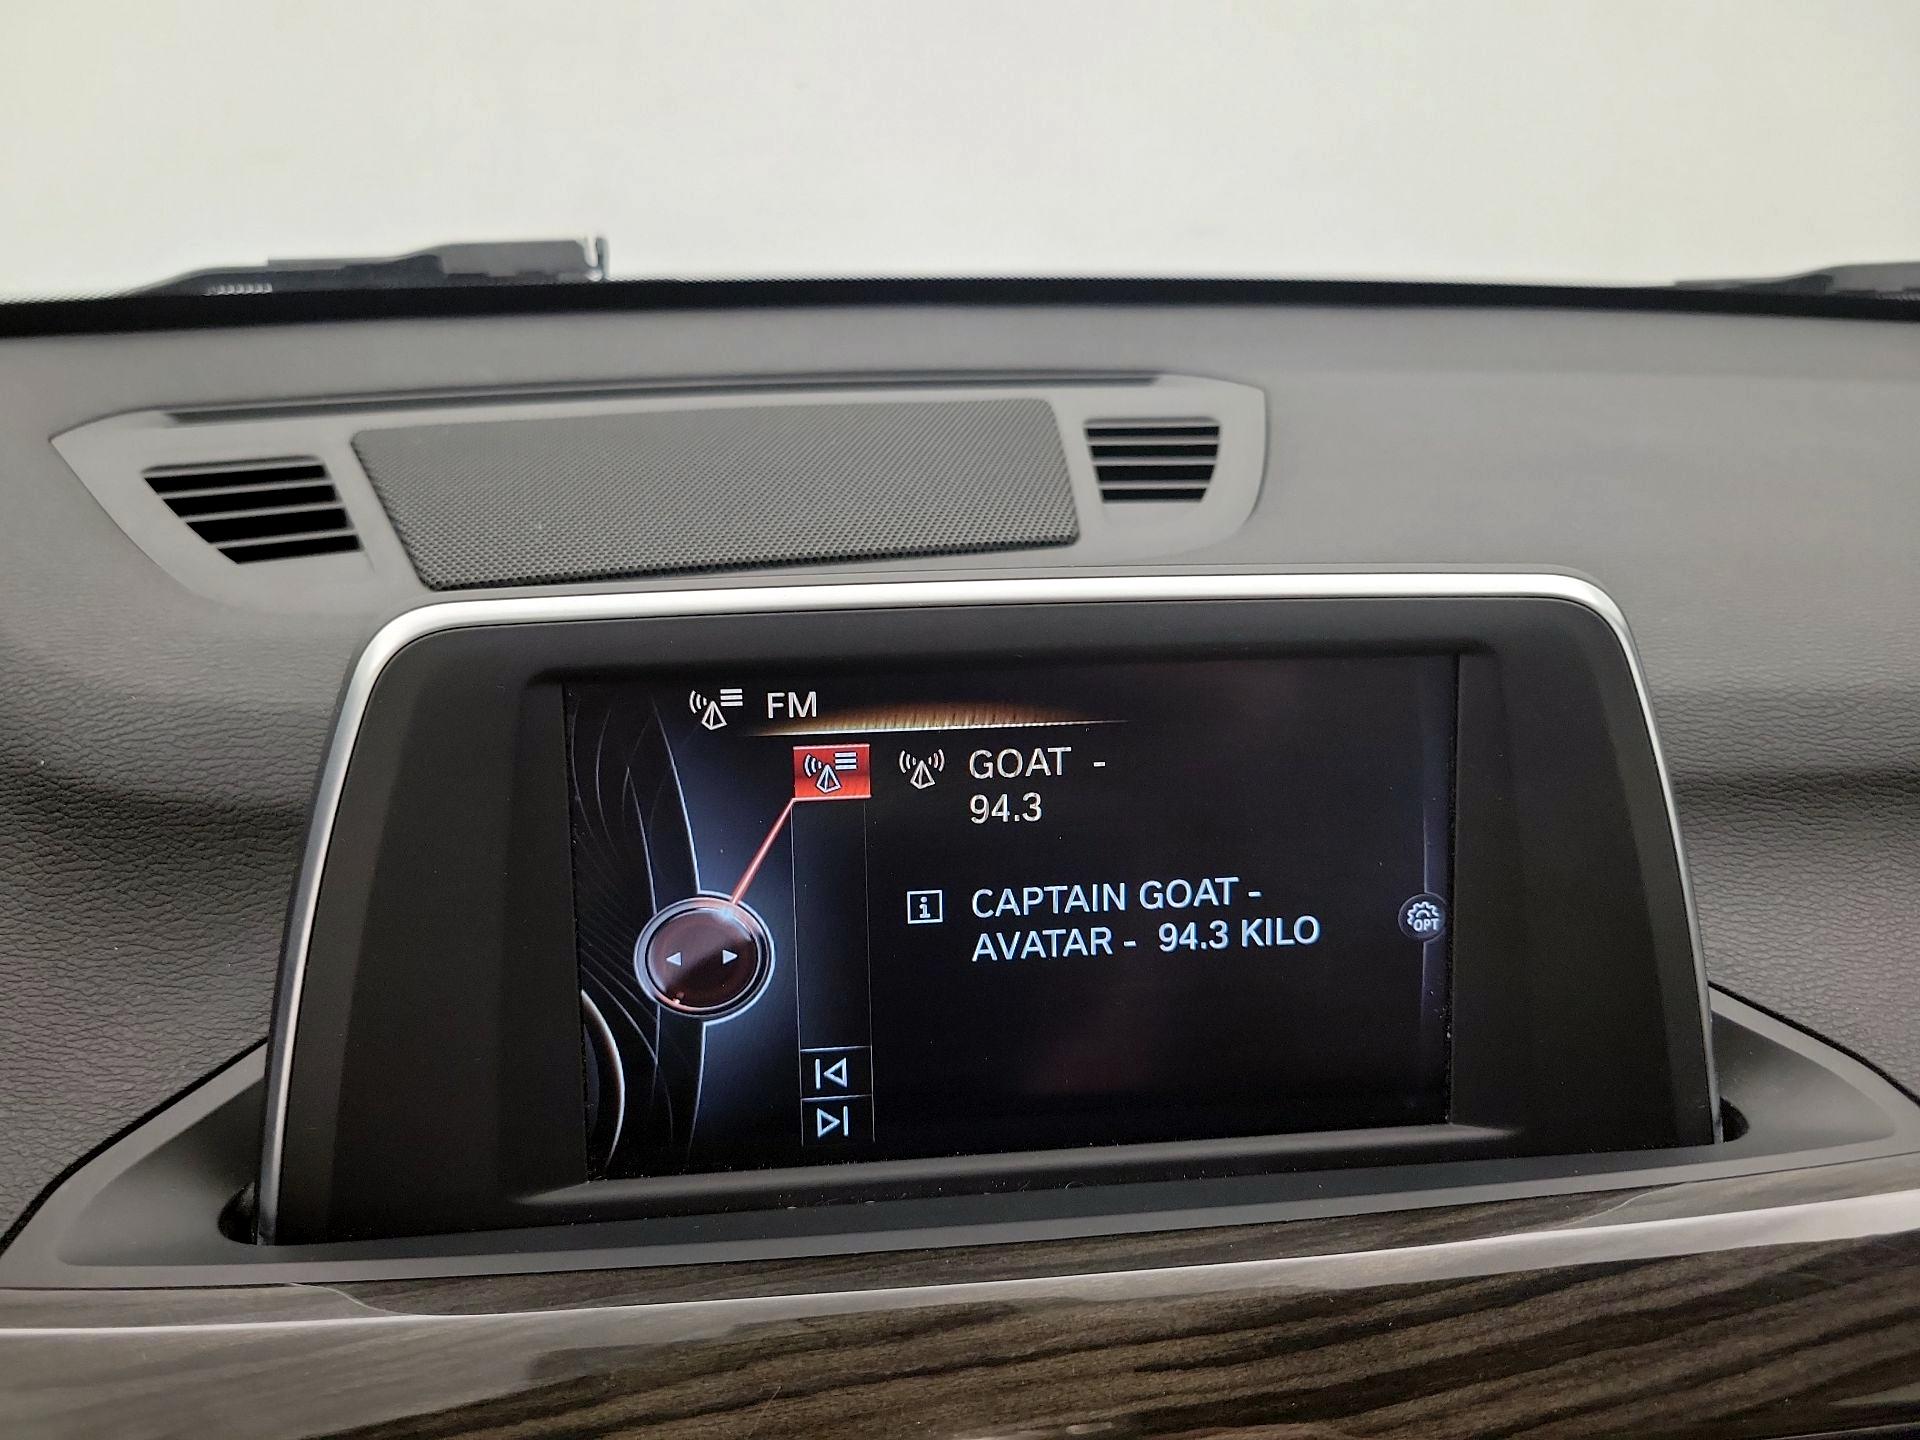 FM
GOAT -
94.3
i CAPTAIN GOAT -
AVATAR - 94.3 KILO
OPT